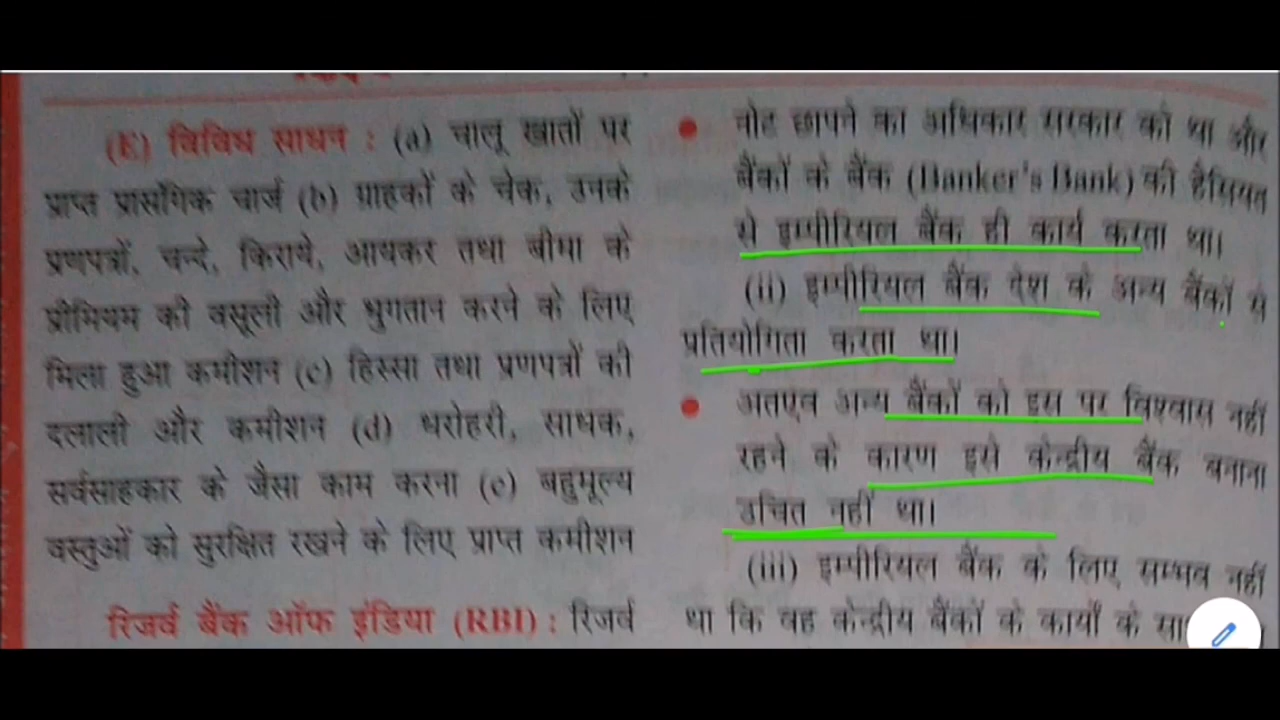 (E) विविध साधन : (a) चालू खातों पर
प्राप्त प्रासंगिक चार्ज (b) ग्राहकों के चेक, उनके
प्रणपत्रों, चन्दे, किराये, आयकर तथा बीमा के
प्रीमियम की वसूली और भुगतान करने के लिए
मिला हुआ कमीशन (c) हिस्सा तथा प्रणपत्रों की
दलाली और कमीशन (d) धरोहरी, साधक,
सर्वसाहकार के जैसा काम करना (e) बहुमूल्य
वस्तुओं को सुरक्षित रखने के लिए प्राप्त कमीशन
रिजर्व बैंक ऑफ इंडिया (RBI) : रिजर्व
● नोट छापने का अधिकार सरकार को था और
बैंकों के बैंक (Banker's Bank) की हैसियत
से इम्पीरियल बैंक ही कार्य करता था।
(ii) इम्पीरियल बैंक देश के अन्य बैंकों से
प्रतियोगिता करता था।
● अतएव अन्य बैंकों को इस पर विश्वास नहीं
रहने के कारण इसे केन्द्रीय बैंक बनाना
उचित नहीं था।
(iii) इम्पीरियल बैंक के लिए सम्भव नहीं
था कि वह केन्द्रीय बैंकों के कार्यों के